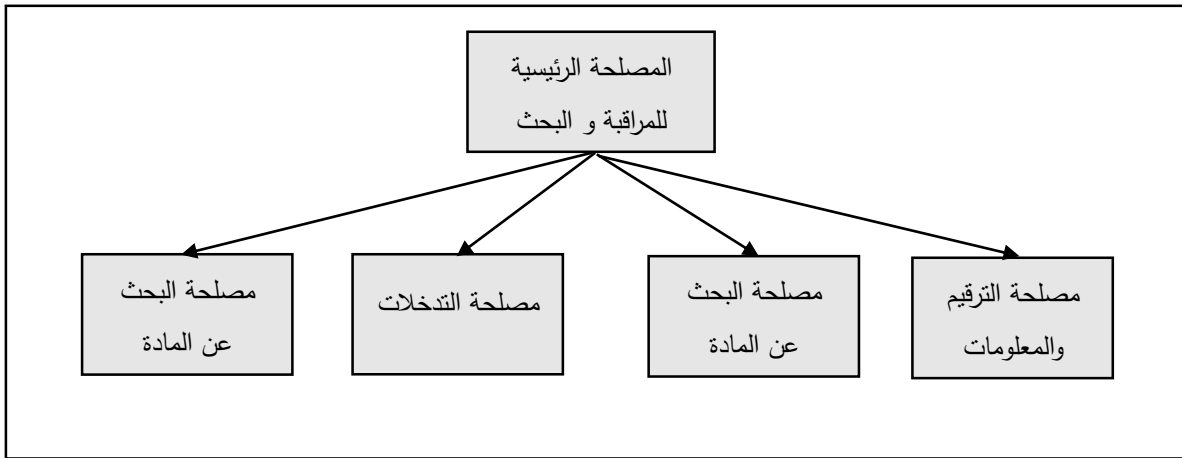 المصلحة الرئيسية
للمراقبة و البحث
مصلحة الترقيم
والمعلومات
مصلحة البحث
عن المادة
مصلحة التدخلات
مصلحة البحث
عن المادة